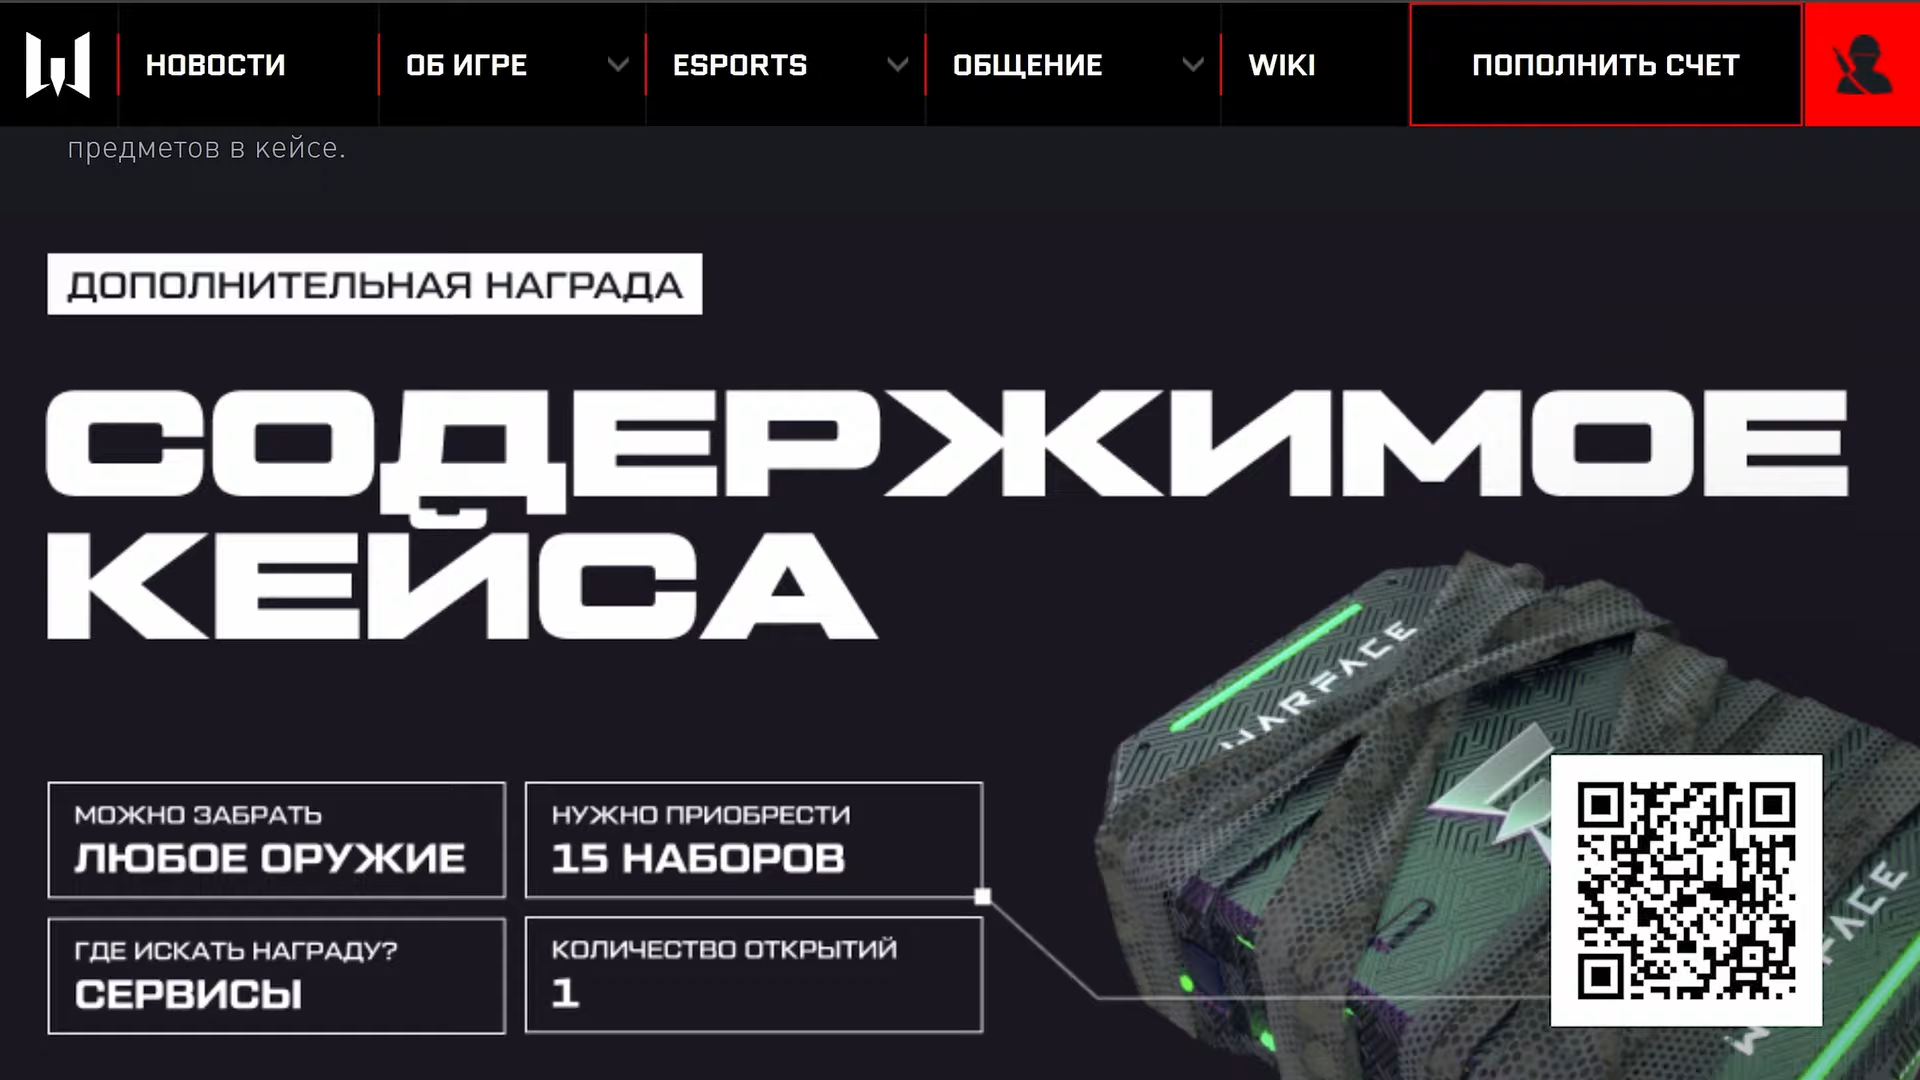 НОВОСТИ
ОБ ИГРЕ
ESPORTS
ОБЩЕНИЕ
WIKI
ПОПОЛНИТЬ СЧЕТ
предметов в кейсе.
ДОПОЛНИТЕЛЬНАЯ НАГРАДА
СОДЕРЖИМОЕ
КЕЙСА
WARFACE
МОЖНО ЗАБРАТЬ
ЛЮБОЕ ОРУЖИЕ
НУЖНО ПРИОБРЕСТИ
15 НАБОРОВ
ГДЕ ИСКАТЬ НАГРАДУ?
СЕРВИСЫ
КОЛИЧЕСТВО ОТКРЫТИЙ
1